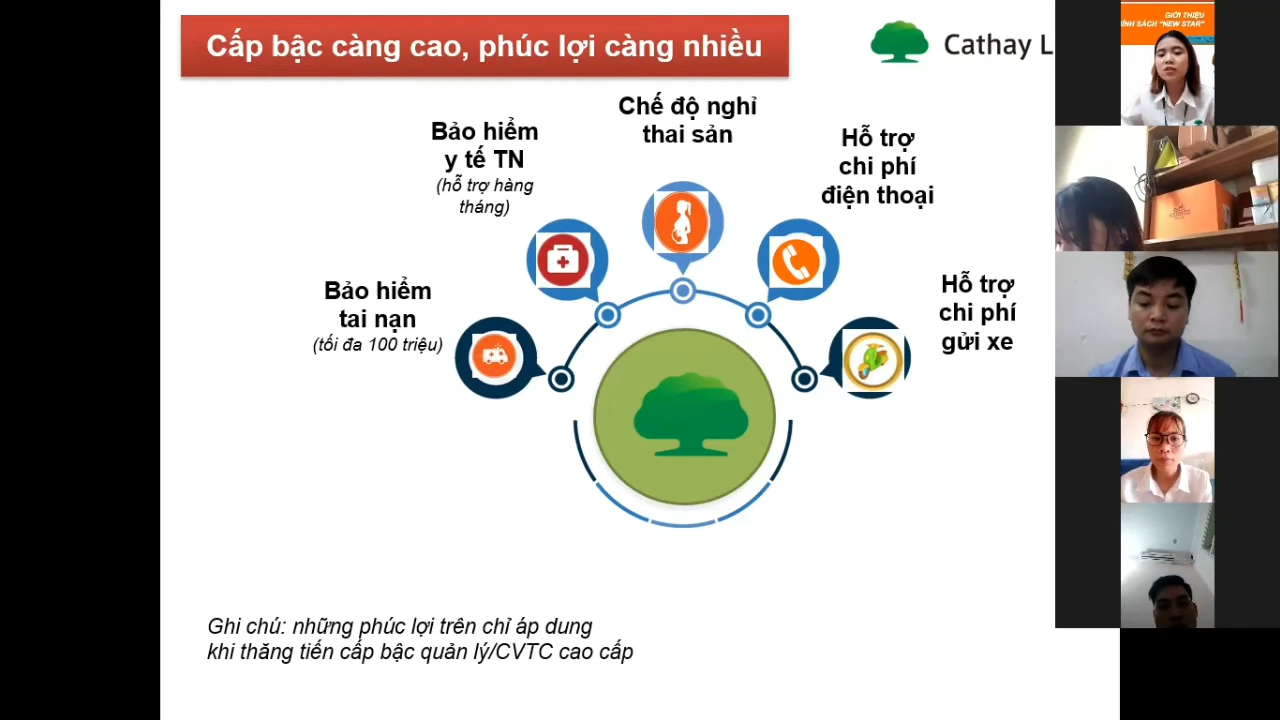 Cấp bậc càng cao, phúc lợi càng nhiều
Cathay L
GIỚI THIỆU
ÍNH SÁCH "NEW STAR"
Chế độ nghỉ
thai sản
Bảo hiểm
y tế TN
(hỗ trợ hàng
tháng)
Hỗ trợ
chi phí
điện thoại
Bảo hiểm
tai nạn
(tối đa 100 triệu)
Hỗ trợ
chi phí
gửi xe
Ghi chú: những phúc lợi trên chỉ áp dung
khi thăng tiến cấp bậc quản lý/CVTC cao cấp